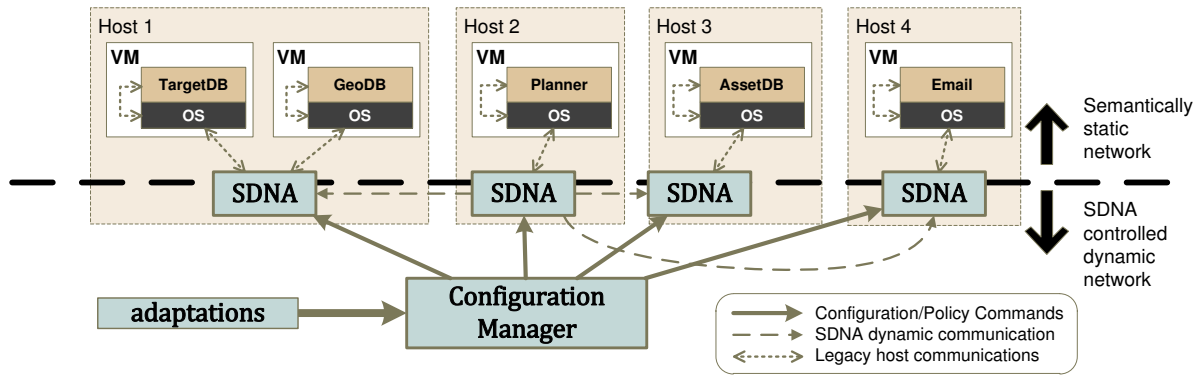 Host 1
Host 2
Host 3
Host 4
VM
VM
VM
VM
VM
TargetDB
GeoDB
Planner
AssetDB
Email
OS
OS
OS
OS
OS
Semantically
static
network
SDNA
SDNA
SDNA
SDNA
SDNA
controlled
dynamic
network
adaptations
Configuration
Manager
Configuration/Policy Commands
SDNA dynamic communication
Legacy host communications